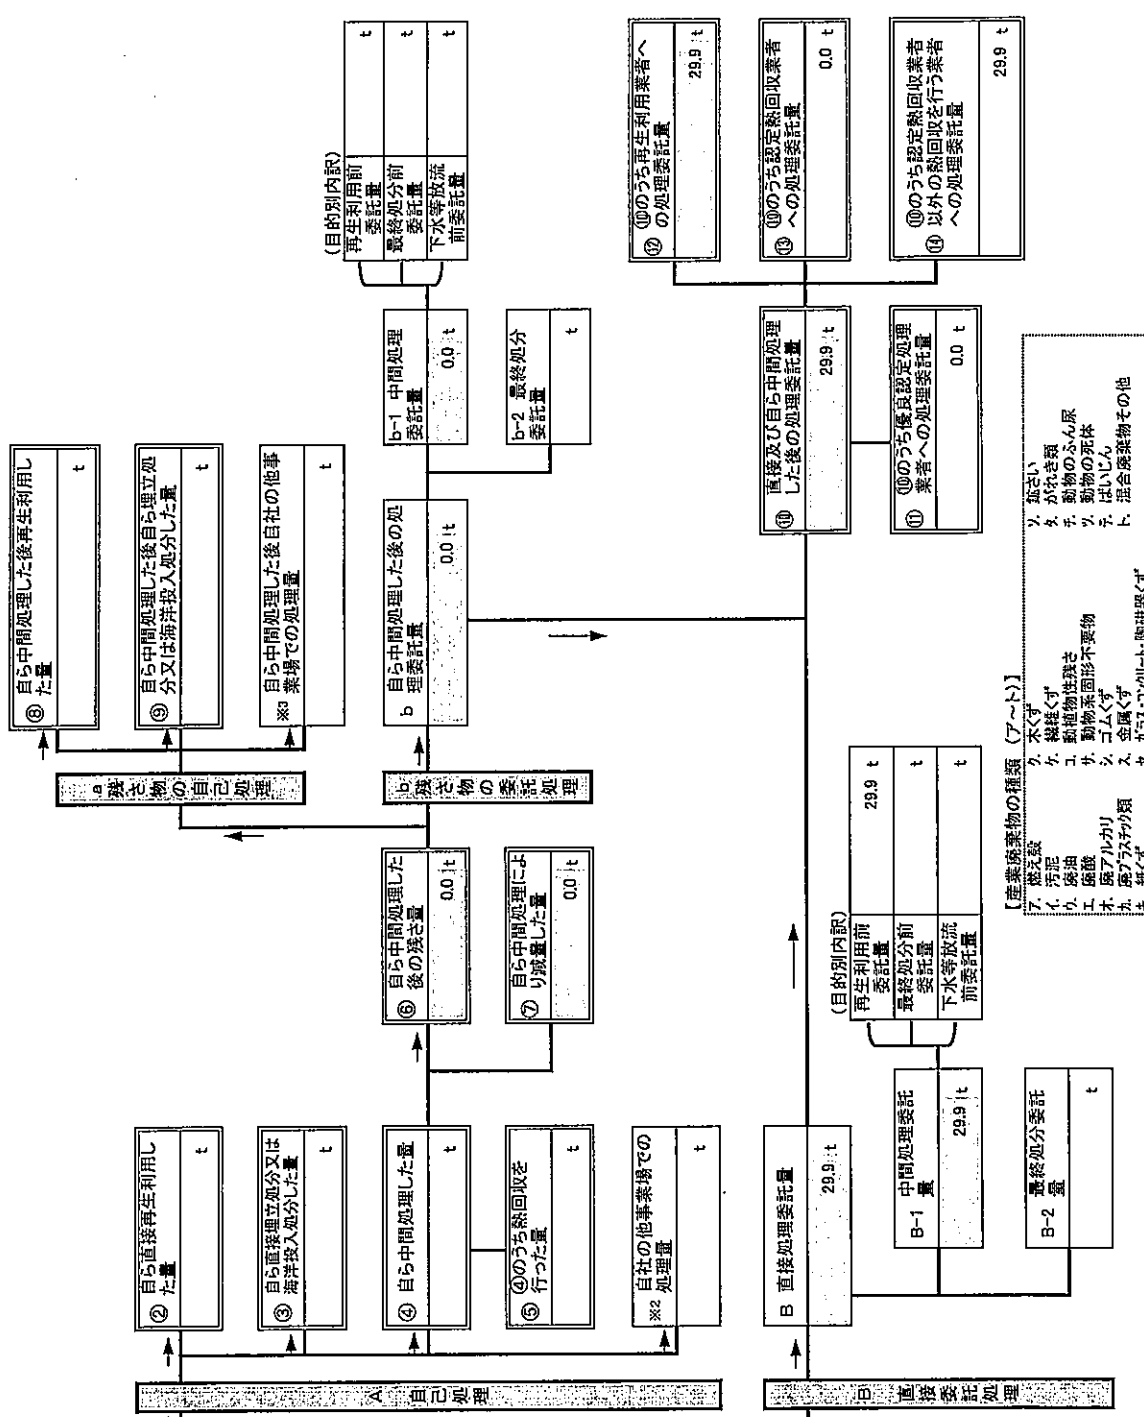 A 自己処理
② 自ら直接再生利用し
た量
t
③ 自ら直接埋立処分又は
海洋投入処分した量
t
④ 自ら中間処理した量
t
⑤ ④のうち熱回収を
行った量
t
※2 自社の他事業場での
処理量
t
⑥ 自ら中間処理した
後の残さ量
0.0 t
⑦ 自ら中間処理によ
り減量した量
0.0 t
a 残さ物の自己処理
⑧ 自ら中間処理した後再生利用し
た量
t
⑨ 自ら中間処理した後自ら埋立処
分又は海洋投入処分した量
t
※3 自ら中間処理した後自社の他事
業場での処理量
t
b 残さ物の委託処理
b 自ら中間処理した後の処
理委託量
0.0 t
b-1 中間処理
委託量
0.0 t
b-2 最終処分
委託量
t
(目的別内訳)
再生利用前
委託量
t
最終処分前
委託量
t
下水等放流
前委託量
t
B 直接委託処理
B 直接処理委託量
29.9 t
B-1 中間処理委託
量
29.9 t
B-2 最終処分委託
量
t
(目的別内訳)
再生利用前
委託量
29.9 t
最終処分前
委託量
t
下水等放流
前委託量
t
⑩ 直接及び自ら中間処理
した後の処理委託量
29.9 t
⑪ ⑩のうち優良認定処理
業者への処理委託量
0.0 t
⑫ ⑩のうち再生利用業者へ
の処理委託量
29.9 t
⑬ ⑩のうち認定熱回収業者
への処理委託量
0.0 t
⑭ ⑩のうち認定熱回収業者
以外の熱回収を行う業者
への処理委託量
29.9 t
【産業廃棄物の種類 (ア～ト)】
ア. 燃え殻
イ. 汚泥
ウ. 廃油
エ. 廃酸
オ. 廃アルカリ
カ. 廃プラスチック類
キ. 紙くず
ク. 木くず
ケ. 繊維くず
コ. 動植物性残さ
サ. 動物系固形不要物
シ. ゴムくず
ス. 金属くず
セ. ガラス・コンクリート・陶磁器くず
ソ. 鉱さい
タ. がれき類
チ. 動物のふん尿
ツ. 動物の死体
テ. ばいじん
ト. 混合廃棄物その他